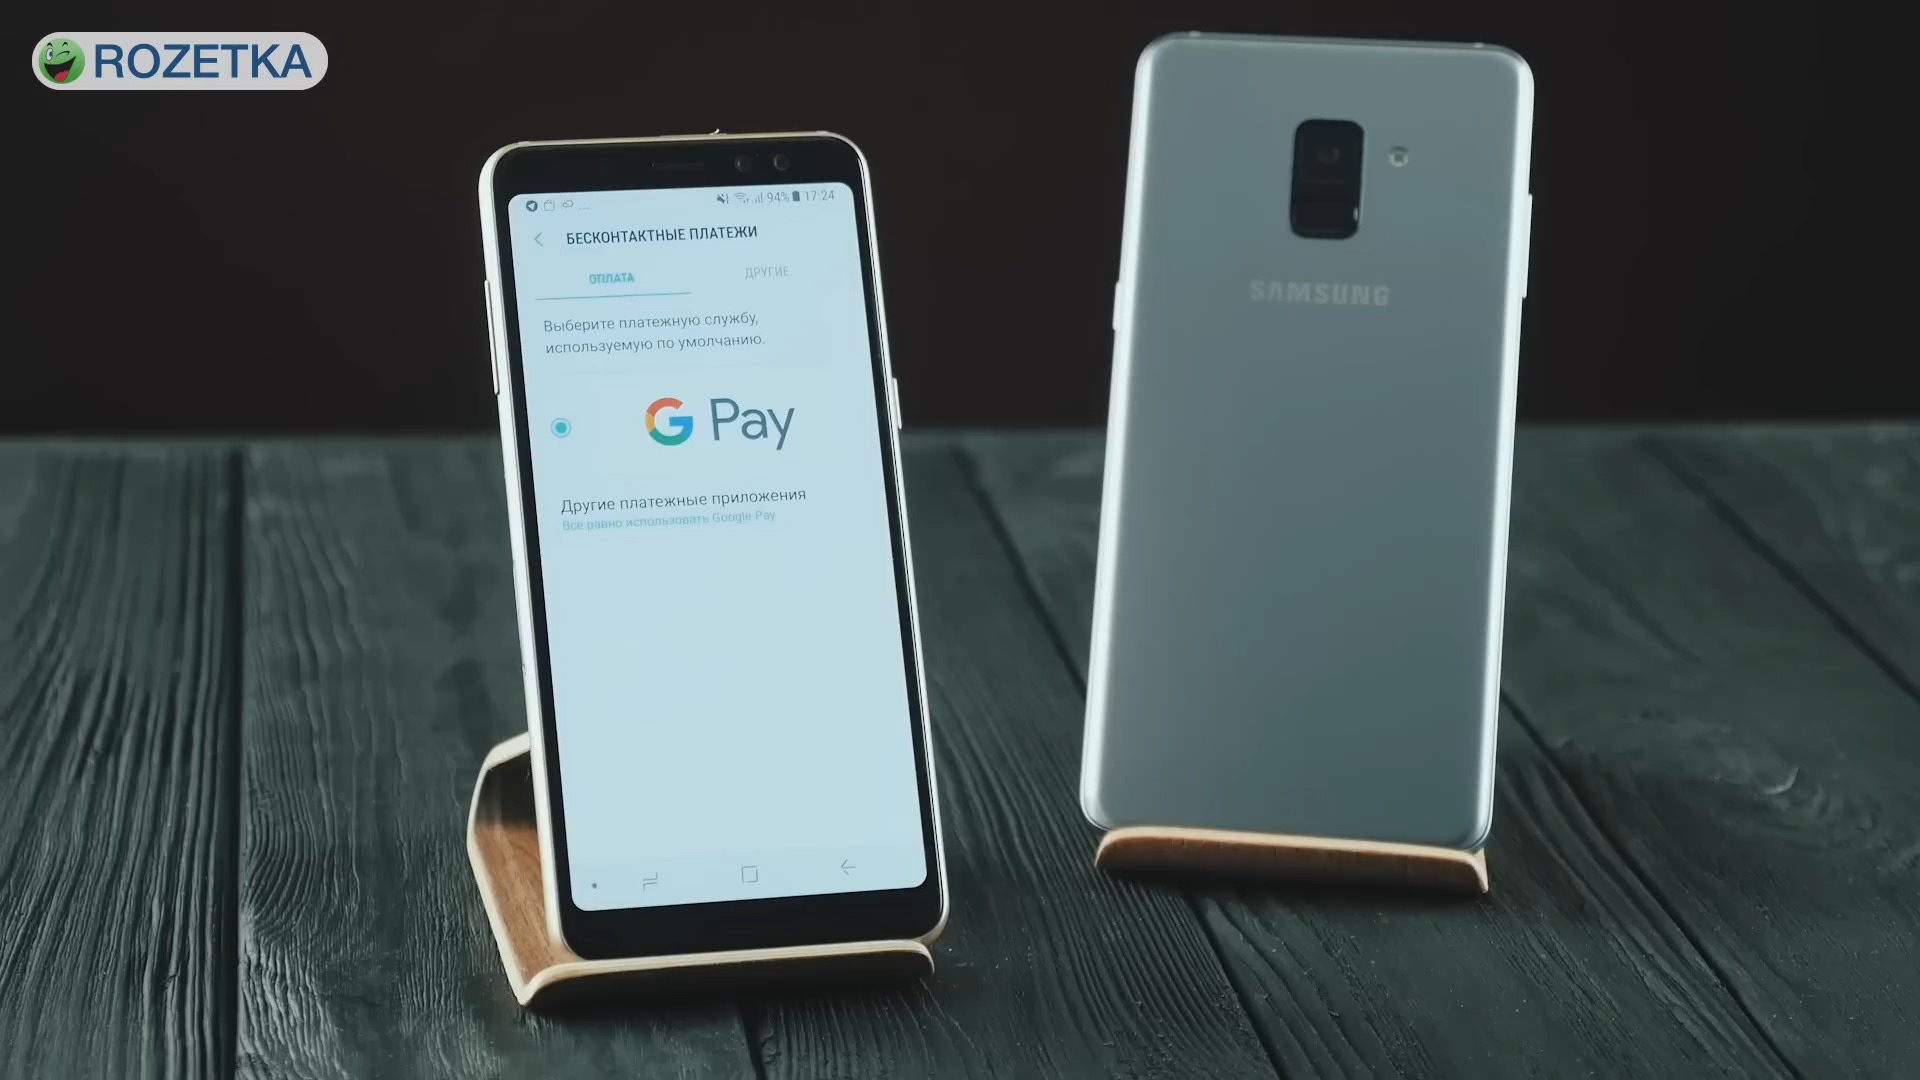 ROZETKA
94% 17:24
БЕСКОНТАКТНЫЕ ПЛАТЕЖИ
ОПЛАТА ДРУГИЕ
Выберите платежную службу,
используемую по умолчанию.
G Pay
Другие платежные приложения
Все равно использовать Google Pay
SAMSUNG